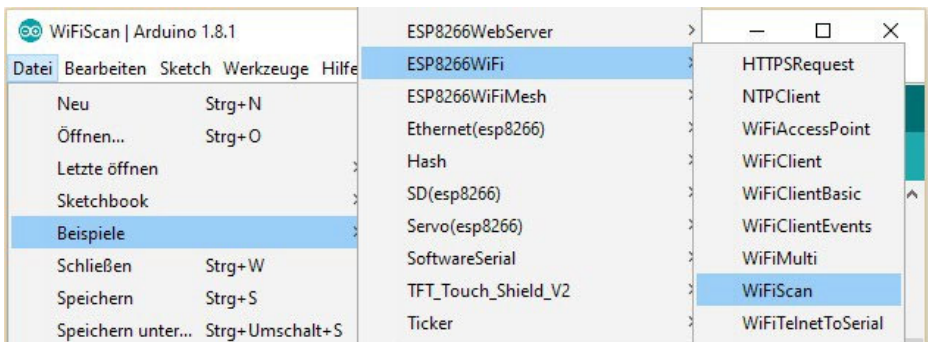 WiFiScan | Arduino 1.8.1
Datei Bearbeiten Sketch Werkzeuge Hilfe
Neu Strg+N
Öffnen... Strg+O
Letzte öffnen
Sketchbook
Beispiele
Schließen Strg+W
Speichern Strg+S
Speichern unter... Strg+Umschalt+S
ESP8266WebServer
ESP8266WiFi
ESP8266WiFiMesh
Ethernet(esp8266)
Hash
SD(esp8266)
Servo(esp8266)
SoftwareSerial
TFT_Touch_Shield_V2
Ticker
HTTPSRequest
NTPClient
WiFiAccessPoint
WiFiClient
WiFiClientBasic
WiFiClientEvents
WiFiMulti
WiFiScan
WiFiTelnetToSerial